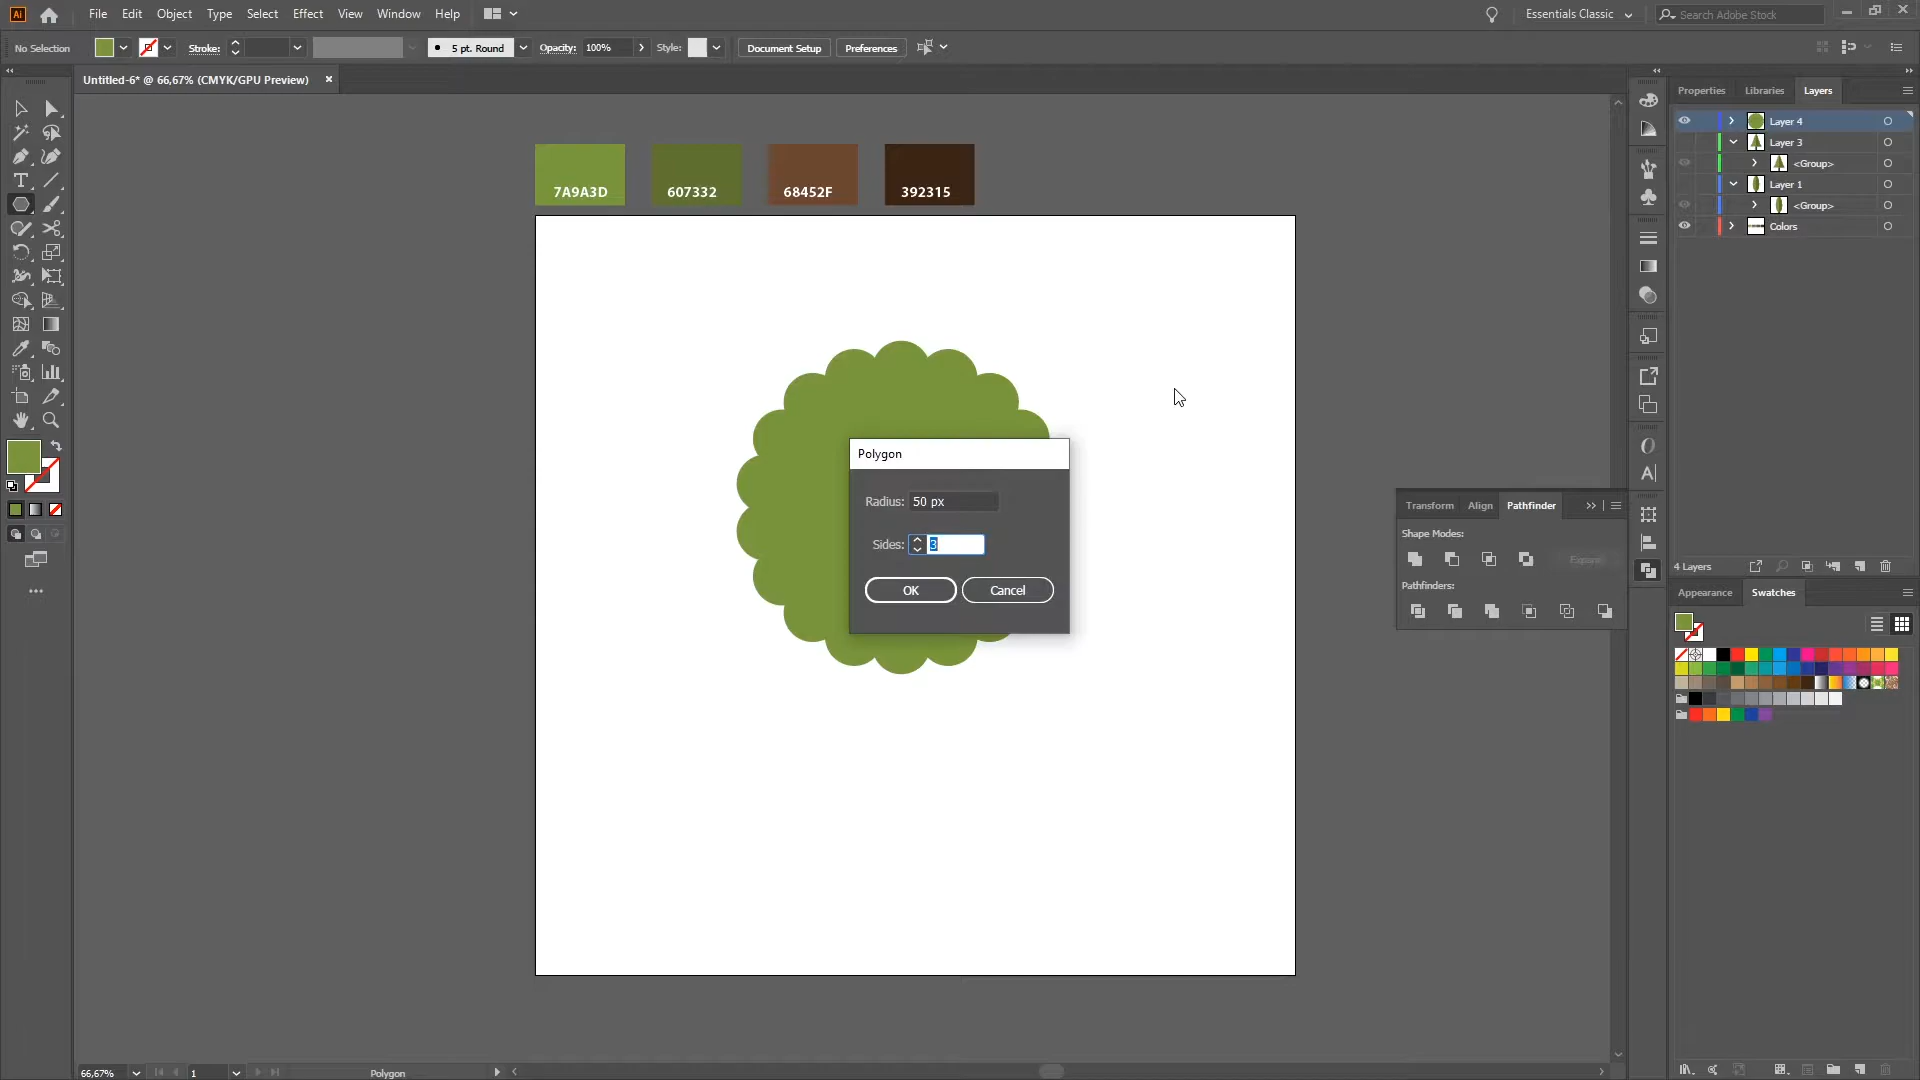 Ai File Edit Object Type Select Effect View Window Help Essentials Classic Search Adobe Stock
No Selection Stroke: 5 pt. Round Opacity: 100% Style: Document Setup Preferences
Untitled-6* @ 66,67% (CMYK/GPU Preview) ×
Properties Libraries Layers
Layer 4
Layer 3
<Group>
Layer 1
<Group>
Colors
7A9A3D 607332 68452F 392315
Polygon
Radius: 50 px
Sides: 3
OK Cancel
Transform Align Pathfinder
Shape Modes:
Expand
Pathfinders:
4 Layers
Appearance Swatches
66,67% 1 Polygon